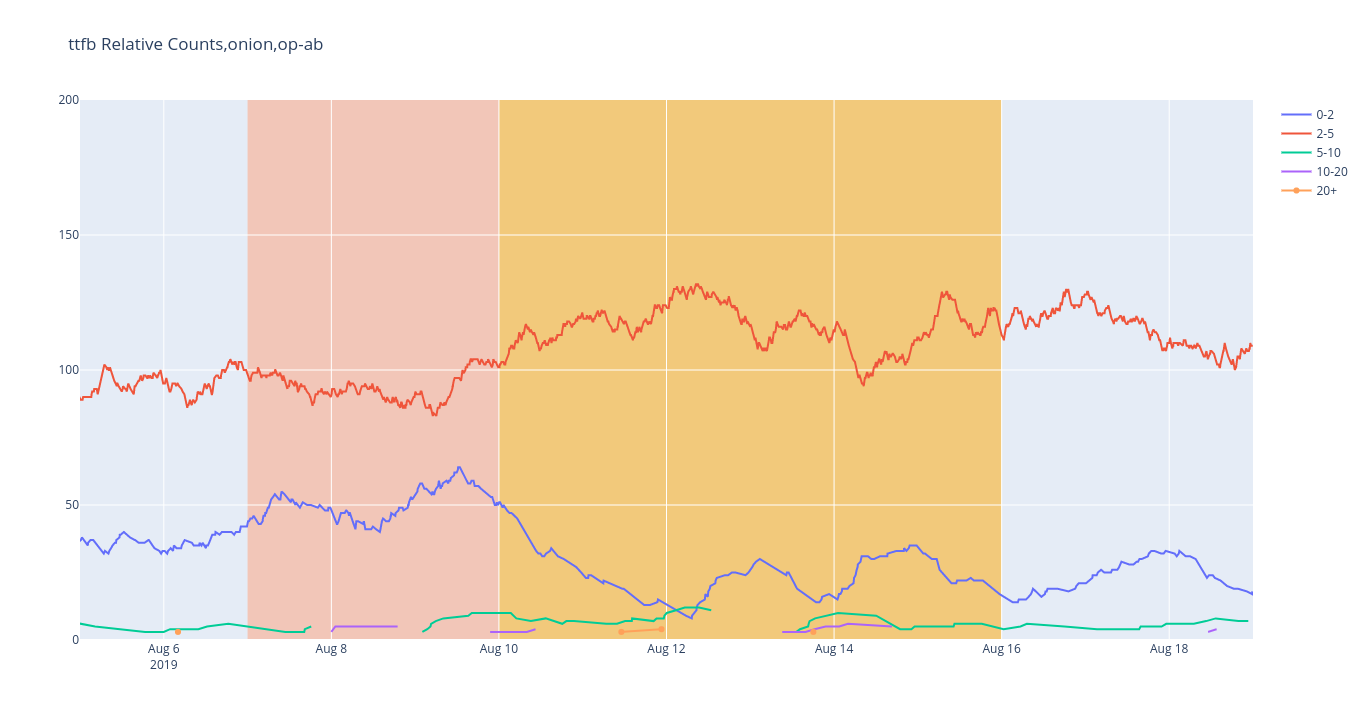 ttfb Relative Counts,onion,op-ab
200
150
100
50
0
Aug 6
2019
Aug 8
Aug 10
Aug 12
Aug 14
Aug 16
Aug 18
0-2
2-5
5-10
10-20
20+